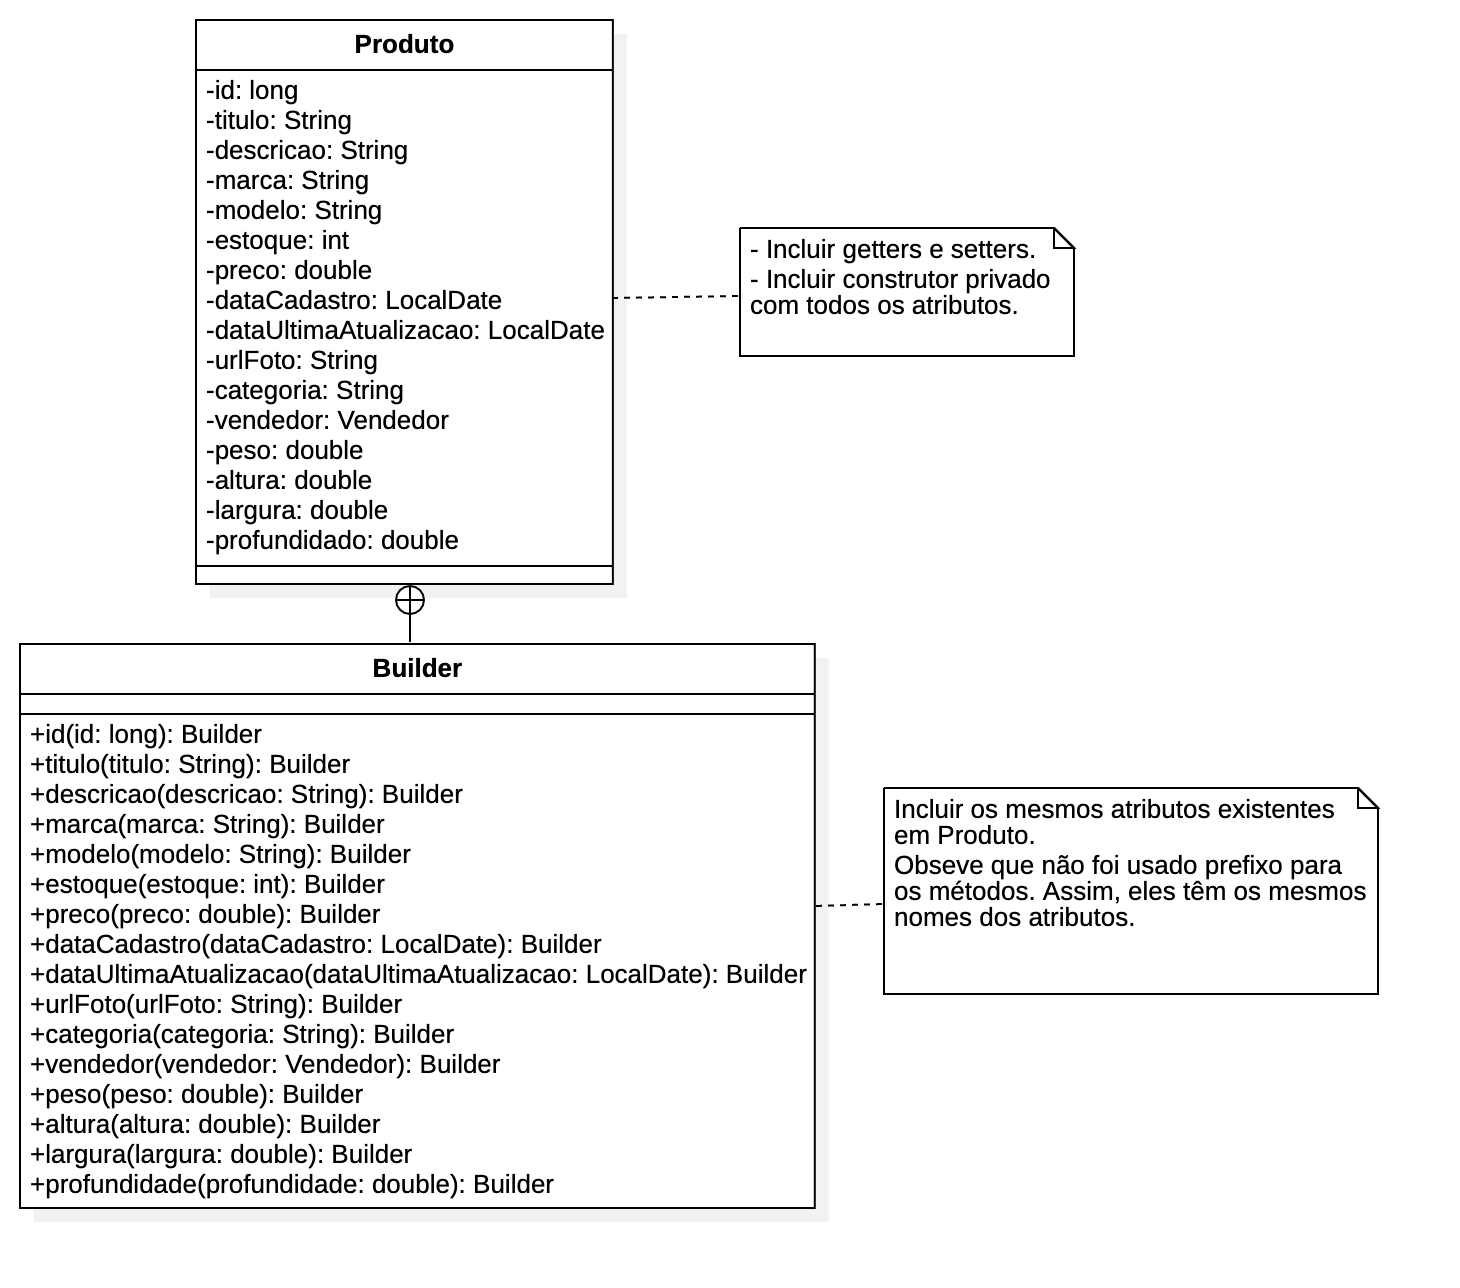 Produto
-id: long
-titulo: String
-descricao: String
-marca: String
-modelo: String
-estoque: int
-preco: double
-dataCadastro: LocalDate
-dataUltimaAtualizacao: LocalDate
-urlFoto: String
-categoria: String
-vendedor: Vendedor
-peso: double
-altura: double
-largura: double
-profundidado: double
- Incluir getters e setters.
- Incluir construtor privado
com todos os atributos.
Builder
+id(id: long): Builder
+titulo(titulo: String): Builder
+descricao(descricao: String): Builder
+marca(marca: String): Builder
+modelo(modelo: String): Builder
+estoque(estoque: int): Builder
+preco(preco: double): Builder
+dataCadastro(dataCadastro: LocalDate): Builder
+dataUltimaAtualizacao(dataUltimaAtualizacao: LocalDate): Builder
+urlFoto(urlFoto: String): Builder
+categoria(categoria: String): Builder
+vendedor(vendedor: Vendedor): Builder
+peso(peso: double): Builder
+altura(altura: double): Builder
+largura(largura: double): Builder
+profundidade(profundidade: double): Builder
Incluir os mesmos atributos existentes
em Produto.
Obseve que não foi usado prefixo para
os métodos. Assim, eles têm os mesmos
nomes dos atributos.